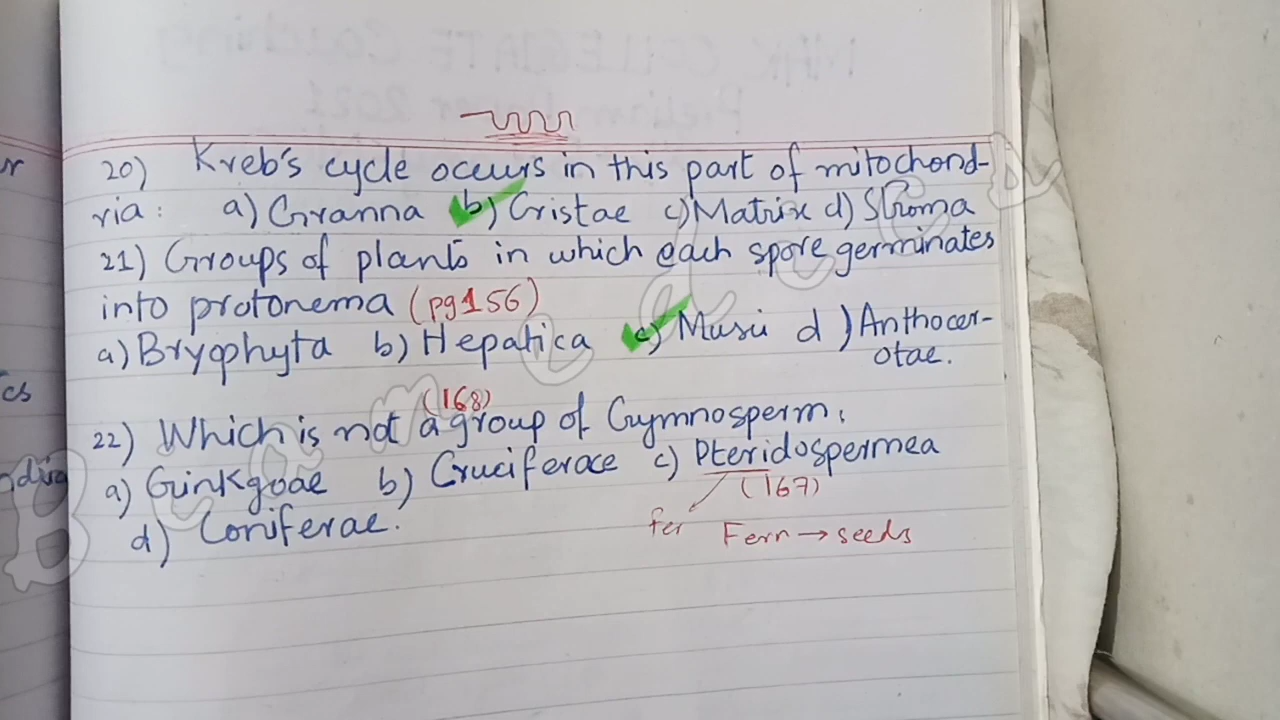 20) Kreb's cycle occurs in this part of mitochond-
ria: a) Granna b) Cristae c) Matrix d) Stroma
21) Groups of plants in which each spore germinates
into protonema (pg 156)
a) Bryophyta b) Hepatica c) Musci d) Anthocer-
otae.
(168)
22) Which is not a group of Gymnosperm:
a) Ginkgoae b) Cruciferace c) Pteridospermea
(167)
d) Coniferae.
fer Fern → seeds